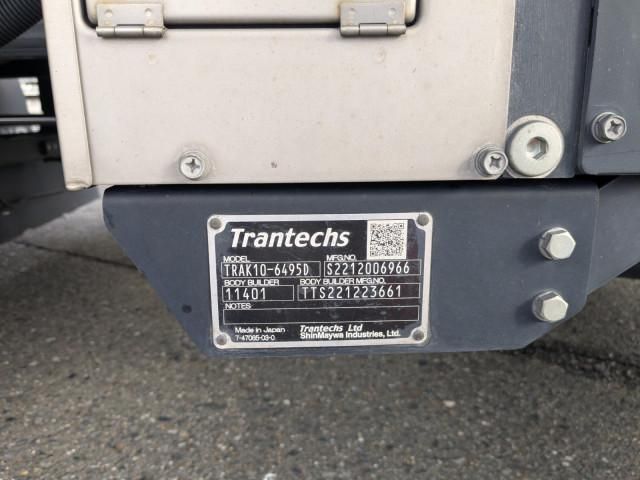 Trantechs
MODEL MFG.NO.
TRAK10-6495D S2212006966
BODY BUILDER BODY BUILDER MFG.NO.
11401 TTS221223661
NOTES
Made in Japan Trantechs Ltd
7-47065-03-0 ShinMaywa Industries, Ltd.